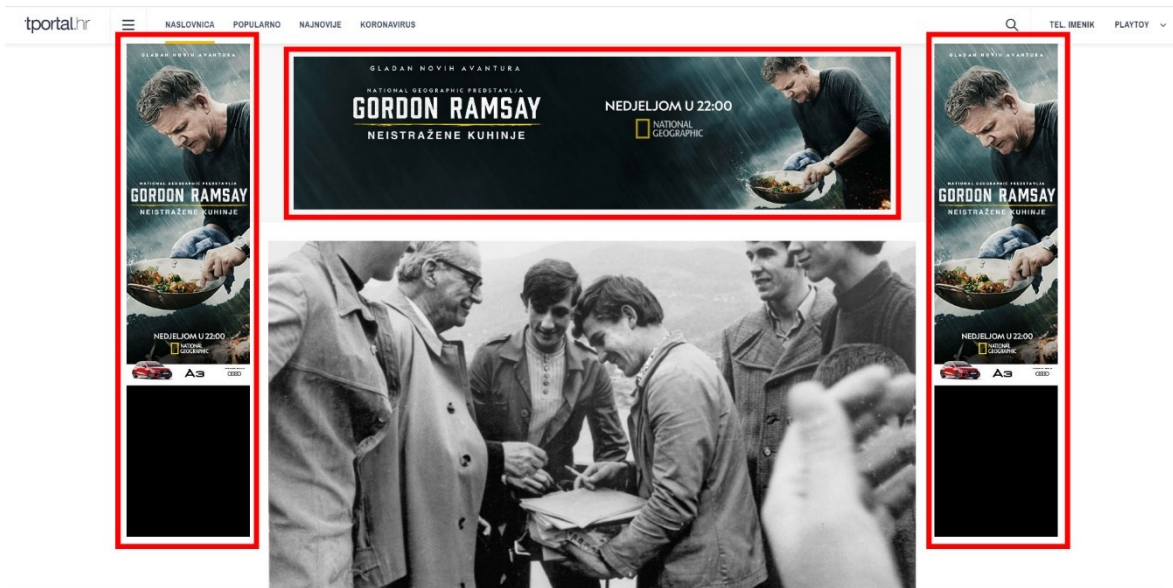 tportal.hr
NASLOVNICA POPULARNO NAJNOVIJE KORONAVIRUS TEL. IMENIK PLAYTOY
GLADAN NOVIH AVANTURA
NATIONAL GEOGRAPHIC PREDSTAVLJA
GORDON RAMSAY
NEISTRAŽENE KUHINJE
NEDJELJOM U 22:00
NATIONAL
GEOGRAPHIC
A3
GLADAN NOVIH AVANTURA
NATIONAL GEOGRAPHIC PREDSTAVLJA
GORDON RAMSAY
NEISTRAŽENE KUHINJE
NEDJELJOM U 22:00
NATIONAL
GEOGRAPHIC
GLADAN NOVIH AVANTURA
NATIONAL GEOGRAPHIC PREDSTAVLJA
GORDON RAMSAY
NEISTRAŽENE KUHINJE
NEDJELJOM U 22:00
NATIONAL
GEOGRAPHIC
A3